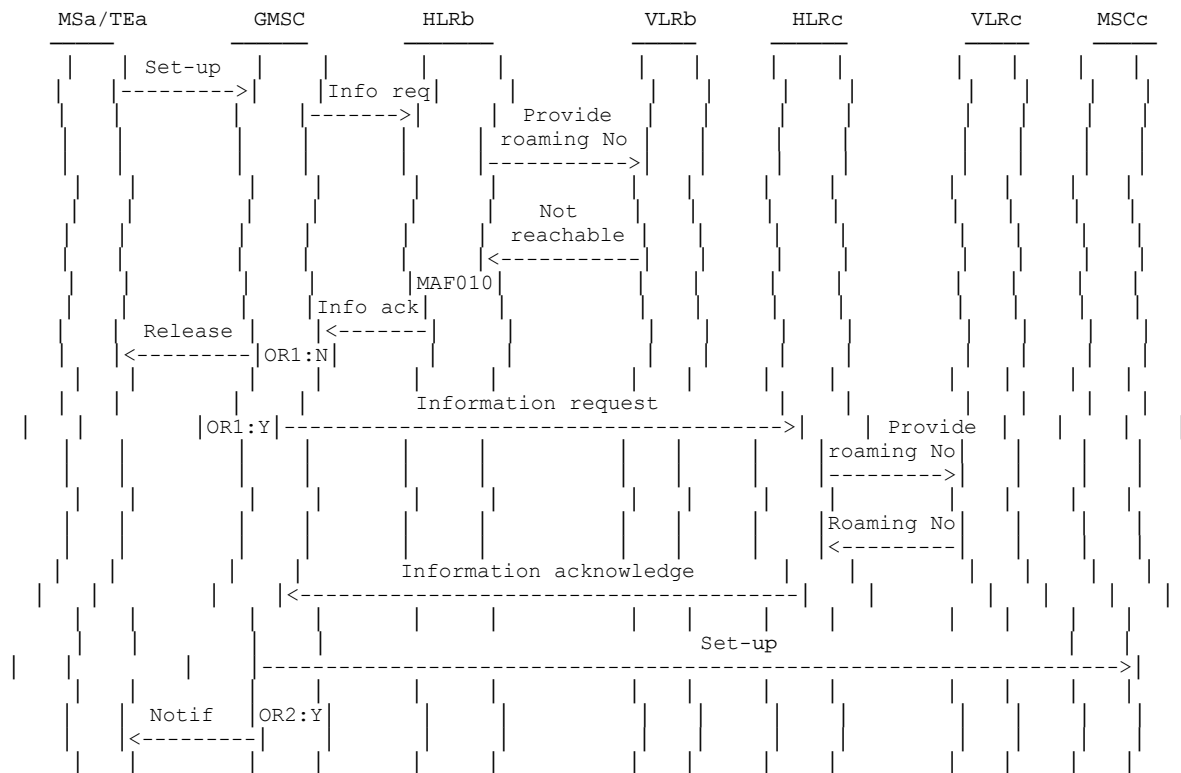 MSa/TEa GMSC HLRb VLRb HLRc VLRc MSCc
Set-up
Info req
Provide
roaming No
Not
reachable
MAF010
Info ack
Release
OR1:N
Information request
OR1:Y Provide
roaming No
Roaming No
Information acknowledge
Set-up
Notif OR2:Y